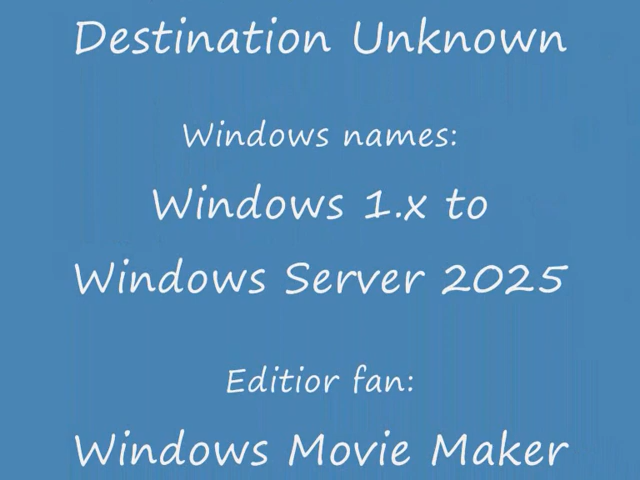 Destination Unknown
Windows names:
Windows 1.x to
Windows Server 2025
Editior fan:
Windows Movie Maker